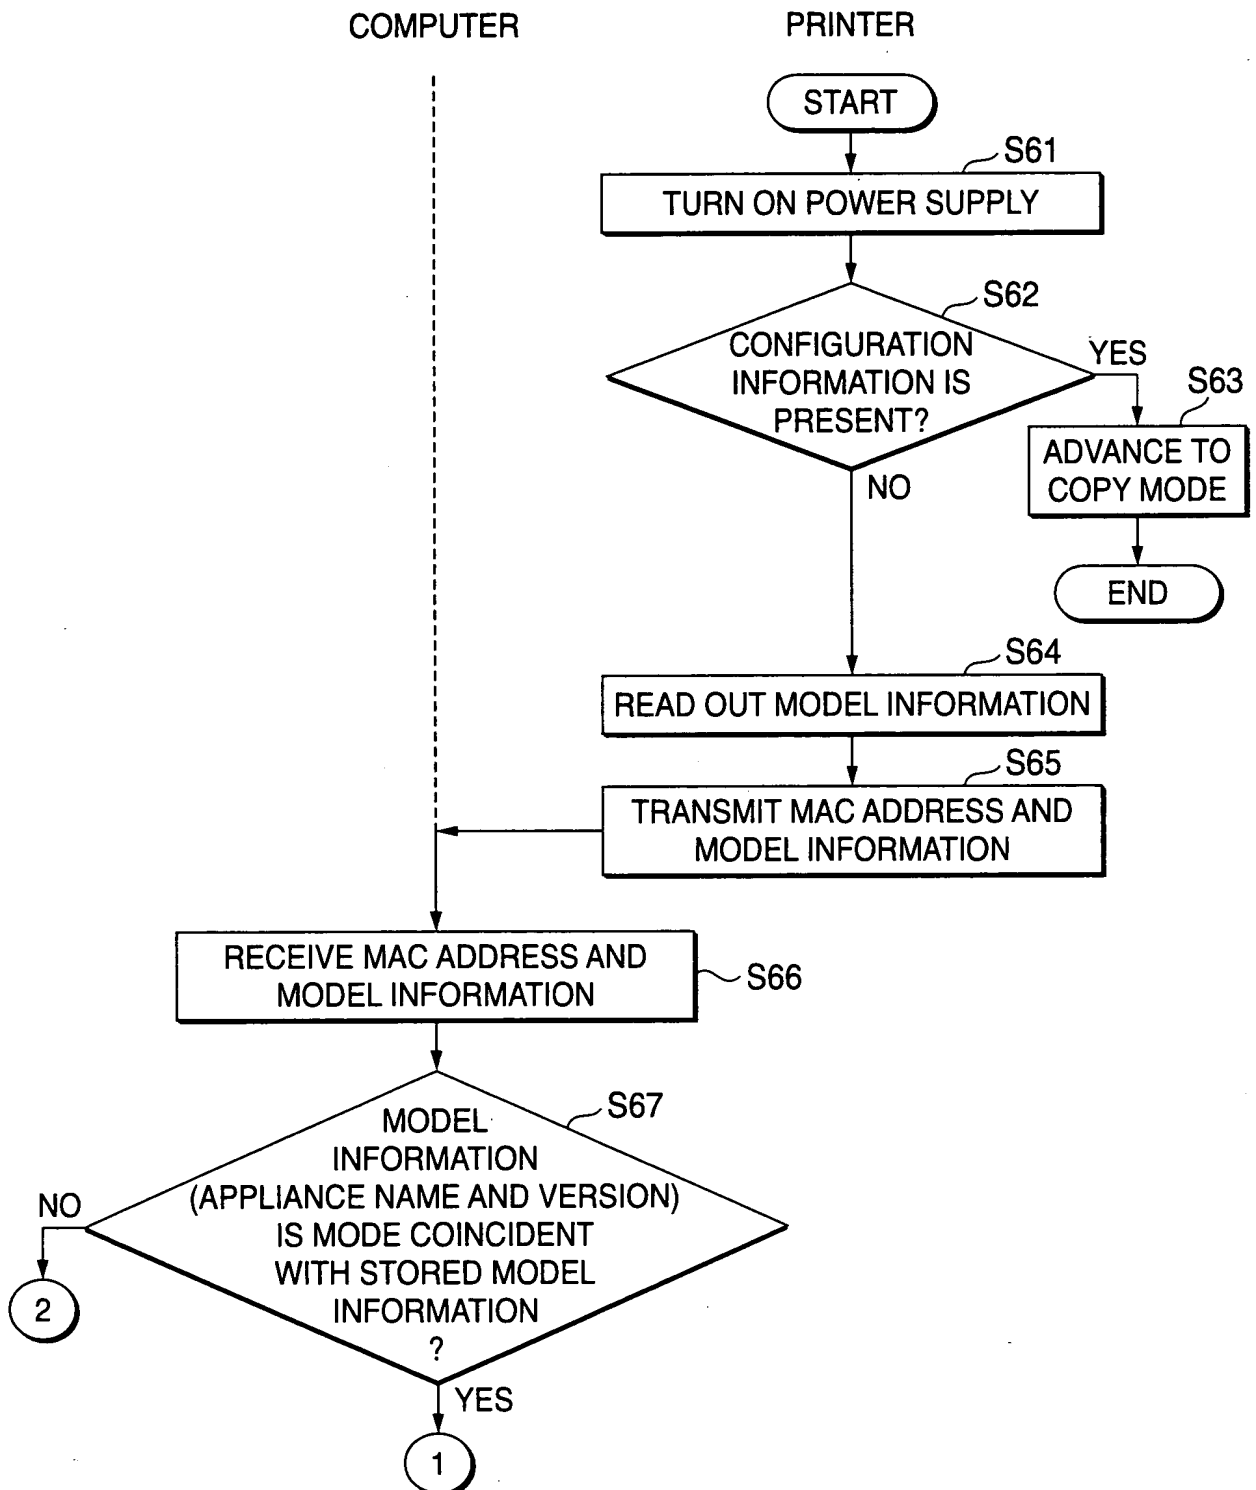 COMPUTER
PRINTER
START
S61
TURN ON POWER SUPPLY
S62
CONFIGURATION
INFORMATION IS
PRESENT?
YES
S63
ADVANCE TO
COPY MODE
NO
END
S64
READ OUT MODEL INFORMATION
S65
TRANSMIT MAC ADDRESS AND
MODEL INFORMATION
RECEIVE MAC ADDRESS AND
MODEL INFORMATION
S66
S67
MODEL
INFORMATION
(APPLIANCE NAME AND VERSION)
IS MODE COINCIDENT
WITH STORED MODEL
INFORMATION
?
NO
2
YES
1